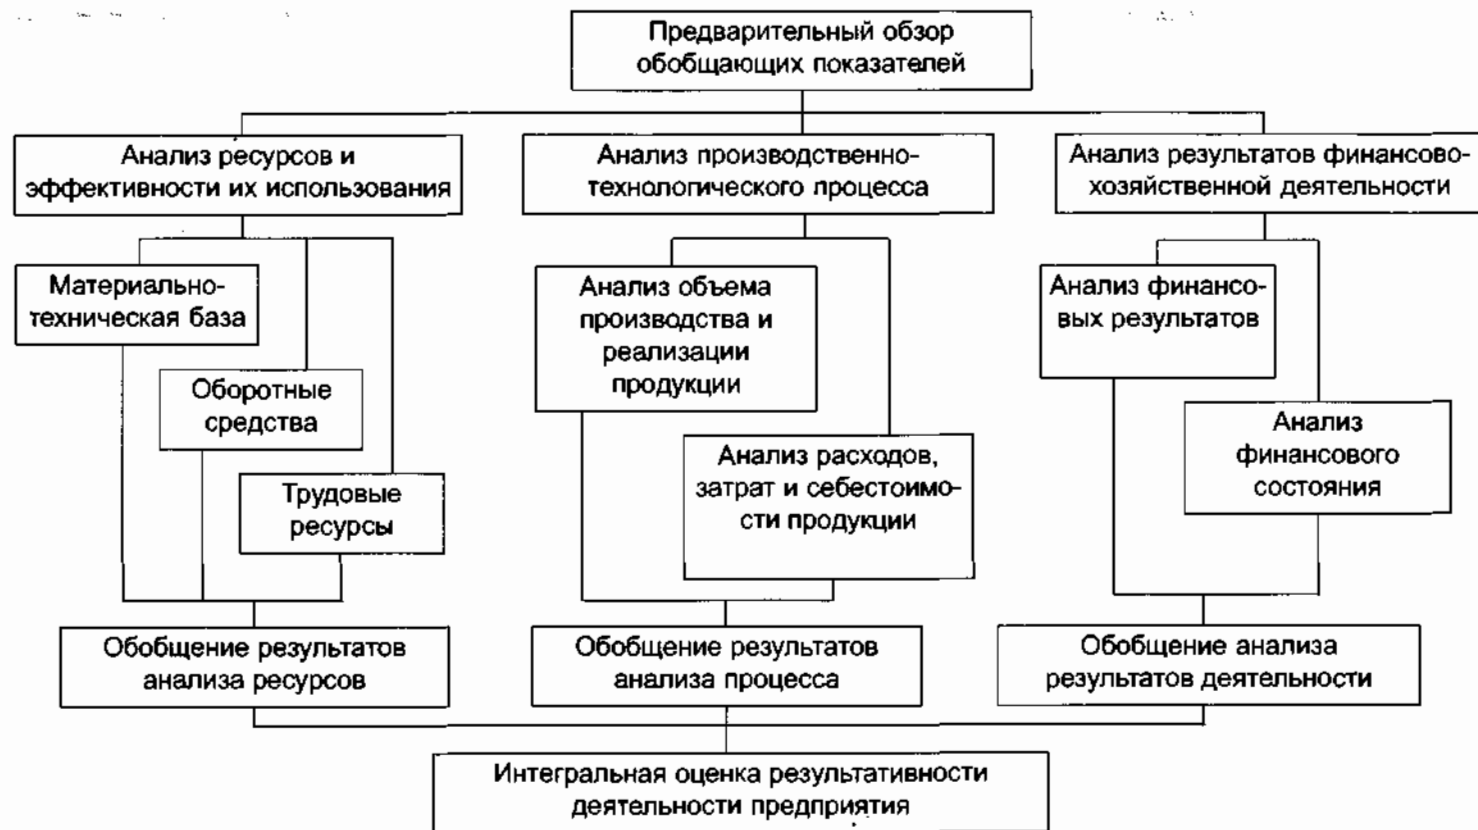 Предварительный обзор
обобщающих показателей
Анализ ресурсов и
эффективности их использования
Анализ производственно-
технологического процесса
Анализ результатов финансово-
хозяйственной деятельности
Материально-
техническая база
Оборотные
средства
Трудовые
ресурсы
Анализ объема
производства и
реализации
продукции
Анализ расходов,
затрат и себестоимо-
сти продукции
Анализ финансо-
вых результатов
Анализ
финансового
состояния
Обобщение результатов
анализа ресурсов
Обобщение результатов
анализа процесса
Обобщение анализа
результатов деятельности
Интегральная оценка результативности
деятельности предприятия